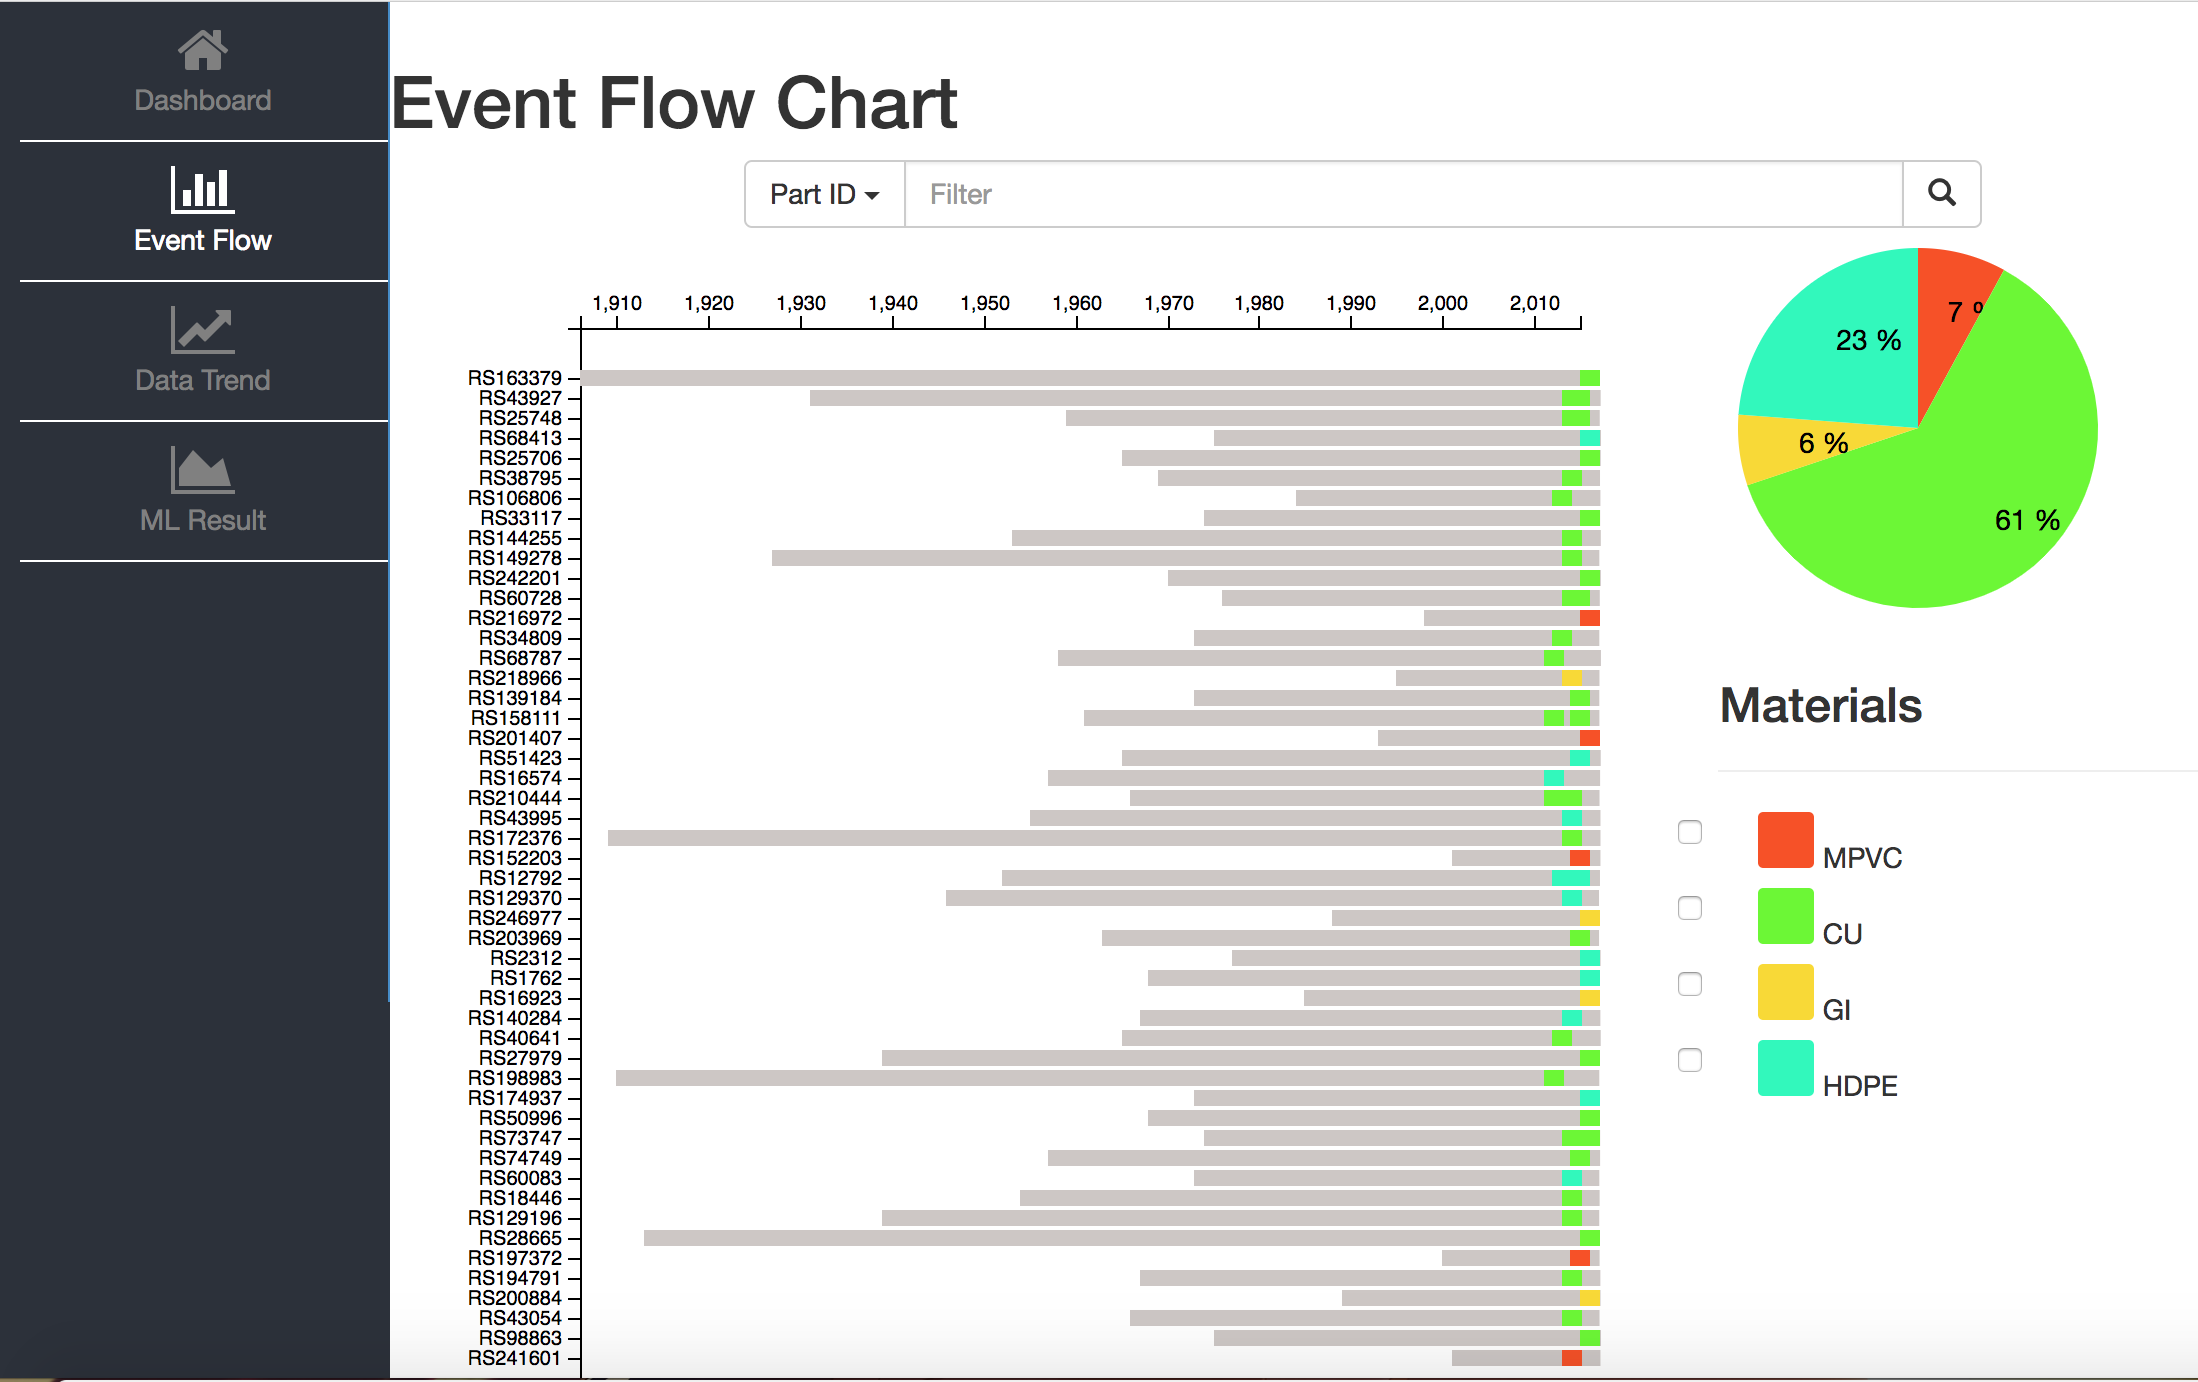 Dashboard
Event Flow
Data Trend
ML Result
Event Flow Chart
Part ID
Filter
1,910 1,920 1,930 1,940 1,950 1,960 1,970 1,980 1,990 2,000 2,010
RS163379
RS43927
RS25748
RS68413
RS25706
RS38795
RS106806
RS33117
RS144255
RS149278
RS242201
RS60728
RS216972
RS34809
RS68787
RS218966
RS139184
RS158111
RS201407
RS51423
RS16574
RS210444
RS43995
RS172376
RS152203
RS12792
RS129370
RS246977
RS203969
RS2312
RS1762
RS16923
RS140284
RS40641
RS27979
RS198983
RS174937
RS50996
RS73747
RS74749
RS60083
RS18446
RS129196
RS28665
RS197372
RS194791
RS200884
RS43054
RS98863
RS241601
7 %
23 %
6 %
61 %
Materials
MPVC
CU
GI
HDPE